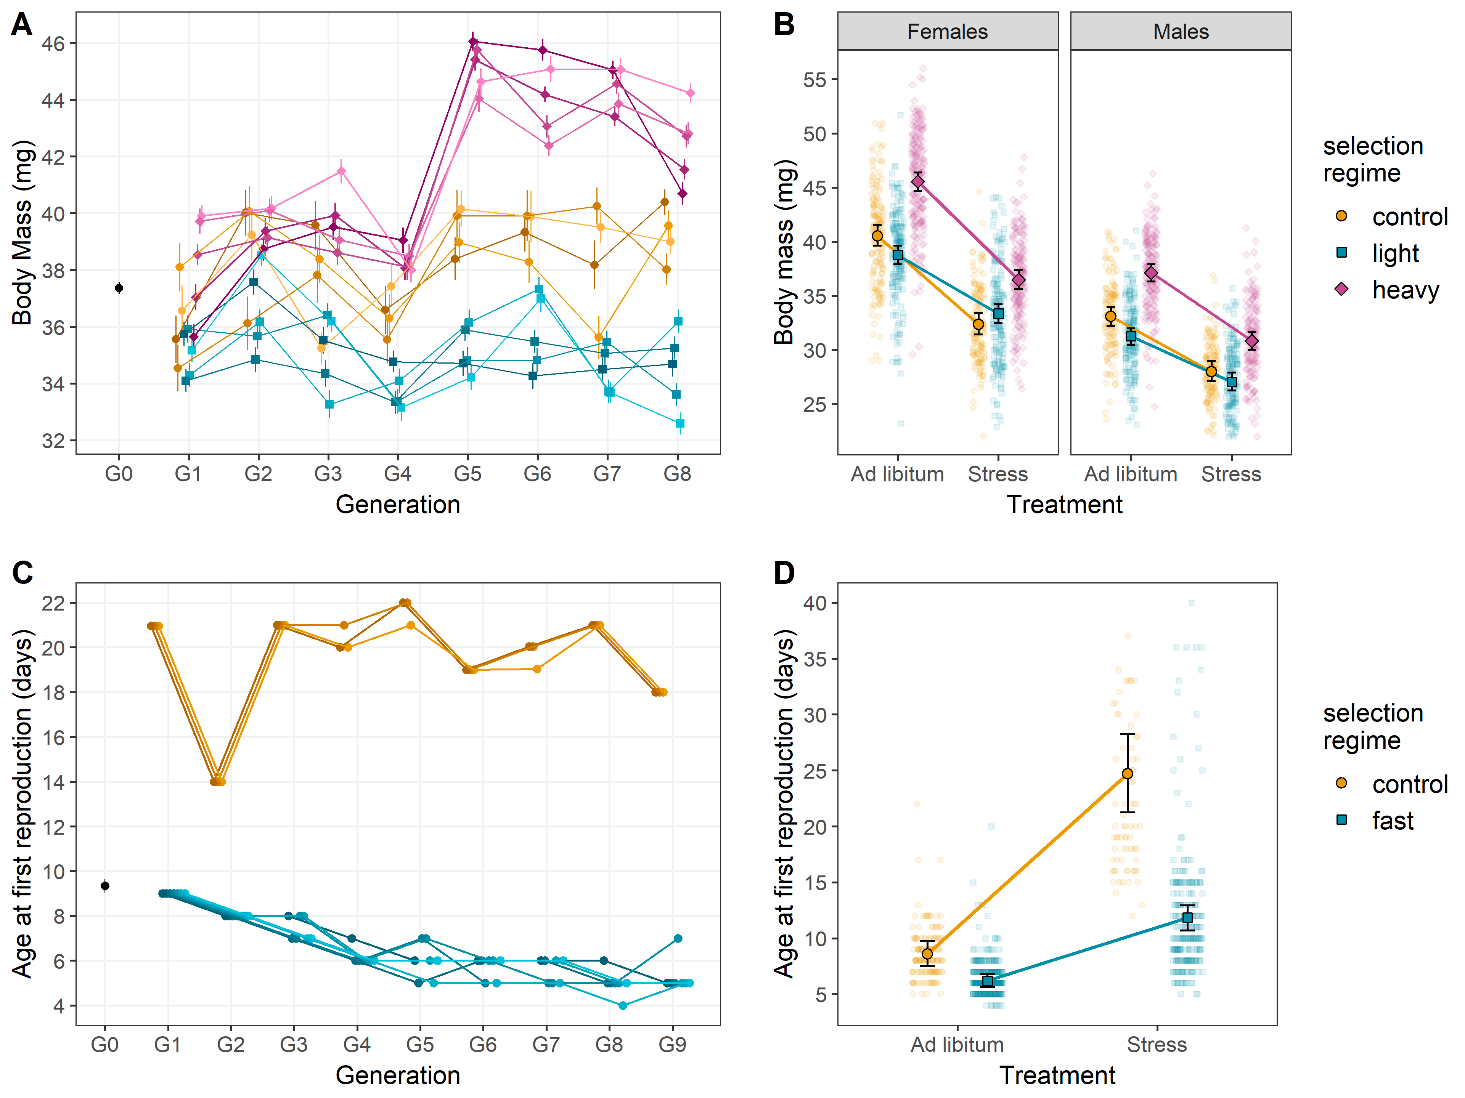 A
Body Mass (mg)
46
44
42
40
38
36
34
32
G0 G1 G2 G3 G4 G5 G6 G7 G8
Generation
B
Females Males
Body mass (mg)
55
50
45
40
35
30
25
Ad libitum Stress Ad libitum Stress
Treatment
selection
regime
control
light
heavy
C
Age at first reproduction (days)
22
20
18
16
14
12
10
8
6
4
G0 G1 G2 G3 G4 G5 G6 G7 G8 G9
Generation
D
Age at first reproduction (days)
40
35
30
25
20
15
10
5
Ad libitum Stress
Treatment
selection
regime
control
fast